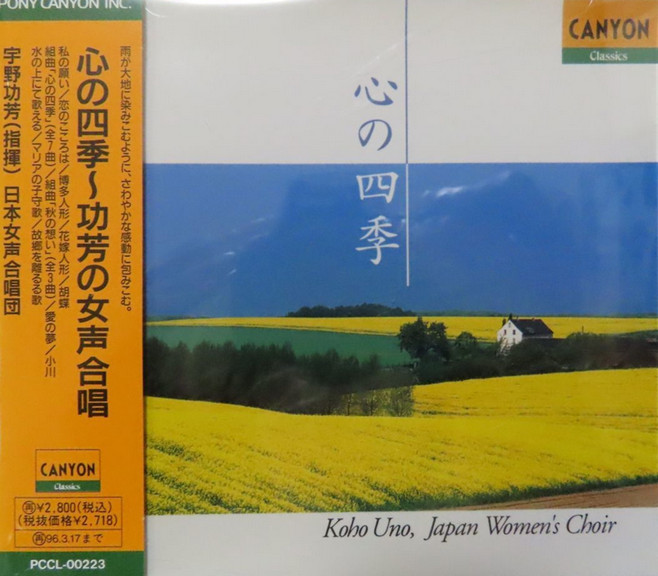 PONY CANYON INC.
雨が大地に染みこむように、さわやかな感動に包みこむ。
心の四季〜功芳の女声合唱
私の願い/恋のこころは/博多人形/花嫁人形/胡蝶
組曲「心の四季」(全7曲)/組曲「秋の想い」(全3曲)/愛の夢/小川
水の上にて歌える/マリアの子守歌/故郷を離るる歌
宇野功芳(指揮) 日本女声合唱団
CANYON
Classics
再¥2,800(税込)
(税抜価格¥2,718)
再96.3.17まで
PCCL-00223
心の四季
CANYON
Classics
Koho Uno, Japan Women's Choir